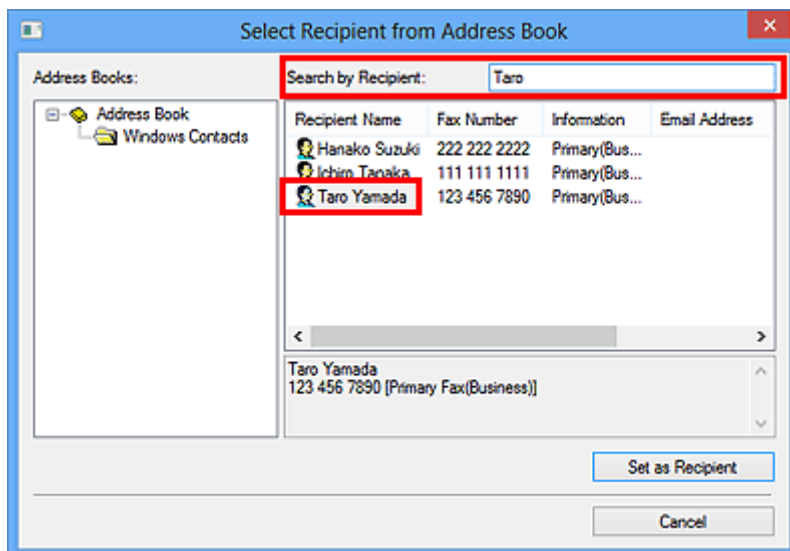 Select Recipient from Address Book
Address Books:
Search by Recipient: Taro
Address Book
Windows Contacts
Recipient Name Fax Number Information Email Address
Hanako Suzuki 222 222 2222 Primary(Bus...
Ichiro Tanaka 111 111 1111 Primary(Bus...
Taro Yamada 123 456 7890 Primary(Bus...
Taro Yamada
123 456 7890 [Primary Fax(Business)]
Set as Recipient
Cancel